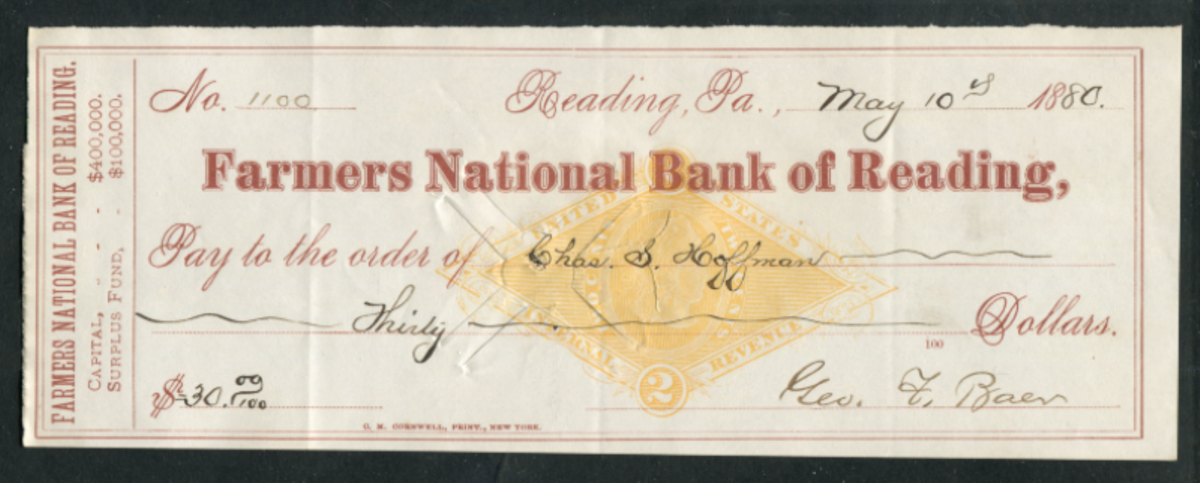 FARMERS NATIONAL BANK OF READING.
CAPITAL, - - $400,000.
SURPLUS FUND, - $100,000.
No. 1100 Reading, Pa., May 10th 1880.
Farmers National Bank of Reading,
Pay to the order of Chas. S. Hoffman
Thirty 100 Dollars.
$30.00/100 Geo. F. Baer
UNITED STATES
INTERNAL REVENUE
2
O. M. CORNWELL, PRINT., NEW YORK.